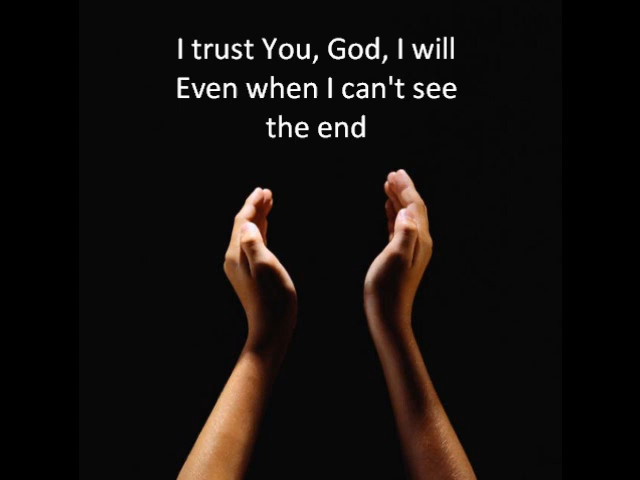 I trust You, God, I will
Even when I can't see
the end